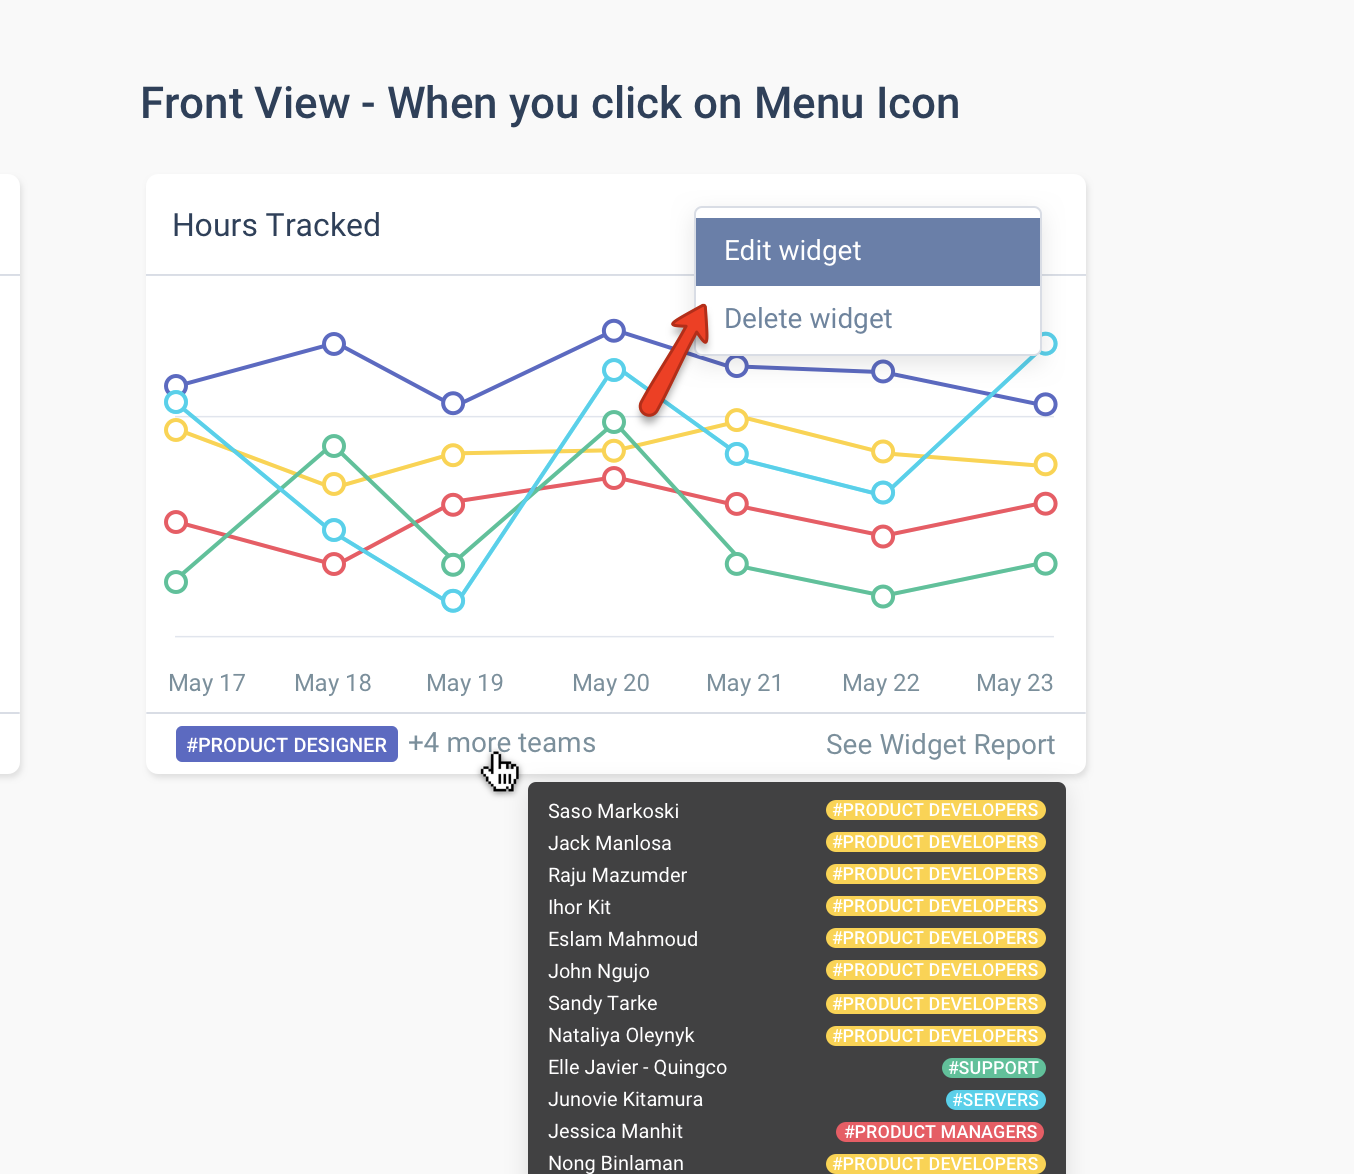 Front View - When you click on Menu Icon
Hours Tracked
Edit widget
Delete widget
May 17 May 18 May 19 May 20 May 21 May 22 May 23
#PRODUCT DESIGNER +4 more teams See Widget Report
Saso Markoski #PRODUCT DEVELOPERS
Jack Manlosa #PRODUCT DEVELOPERS
Raju Mazumder #PRODUCT DEVELOPERS
Ihor Kit #PRODUCT DEVELOPERS
Eslam Mahmoud #PRODUCT DEVELOPERS
John Ngujo #PRODUCT DEVELOPERS
Sandy Tarke #PRODUCT DEVELOPERS
Nataliya Oleynyk #PRODUCT DEVELOPERS
Elle Javier - Quingco #SUPPORT
Junovie Kitamura #SERVERS
Jessica Manhit #PRODUCT MANAGERS
Nong Binlaman #PRODUCT DEVELOPERS